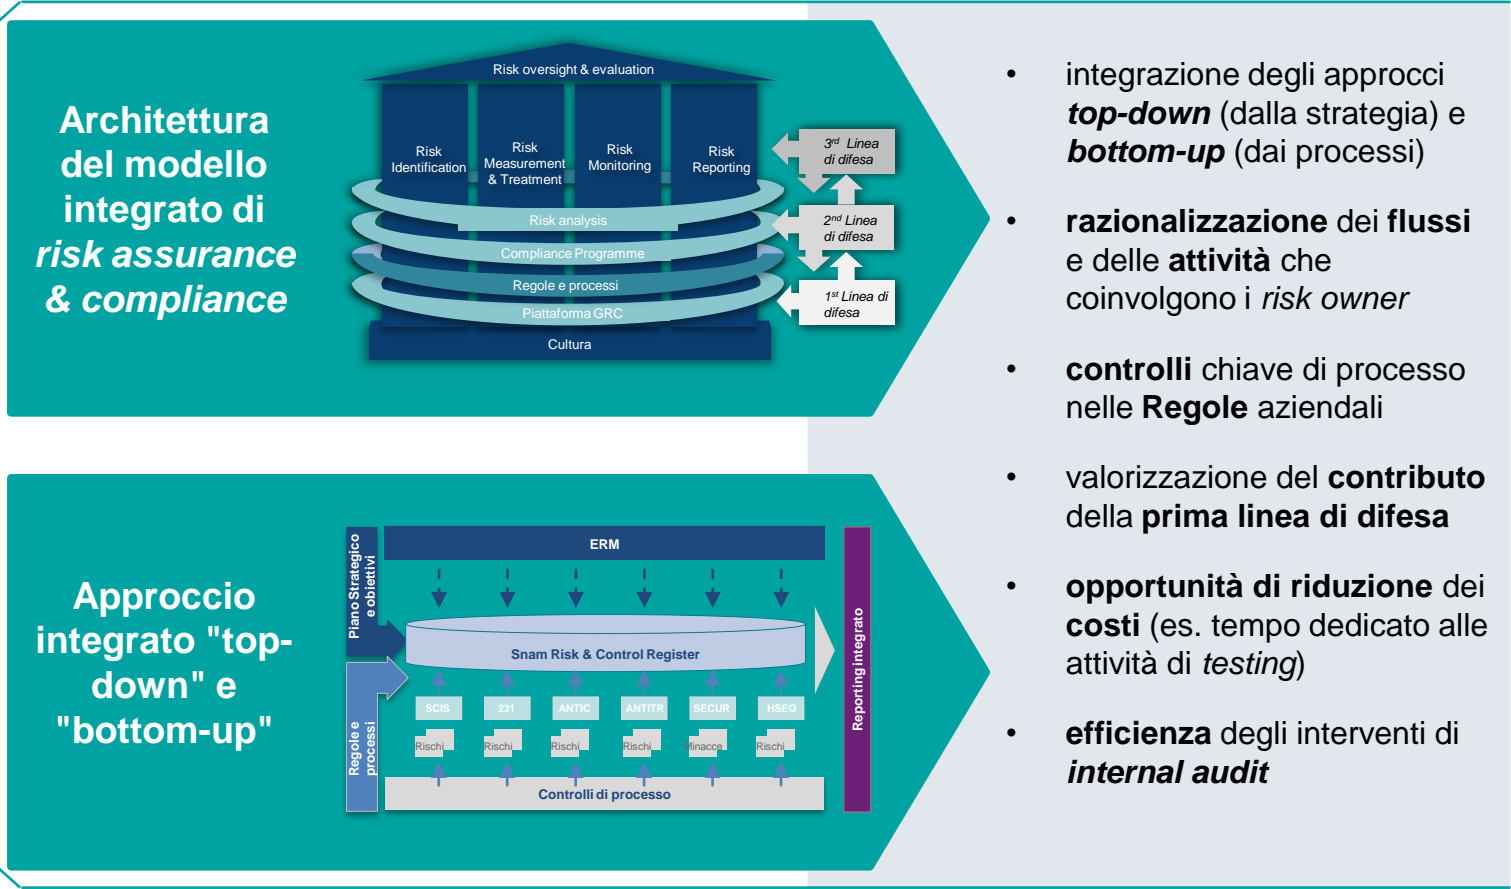 Architettura
del modello
integrato di
risk assurance
& compliance
Risk oversight & evaluation
Risk
Identification
Risk
Measurement
& Treatment
Risk
Monitoring
Risk
Reporting
Risk analysis
Compliance Programme
Regole e processi
Piattaforma GRC
Cultura
3rd Linea
di difesa
2nd Linea
di difesa
1st Linea di
difesa
Approccio
integrato "top-
down" e
"bottom-up"
Piano Strategico
e obiettivi
Regole e
processi
ERM
Snam Risk & Control Register
SCIS
231
ANTIC
ANTITR
SECUR
HSEQ
Rischi
Rischi
Rischi
Rischi
Minacce
Rischi
Controlli di processo
Reporting integrato
• integrazione degli approcci
top-down (dalla strategia) e
bottom-up (dai processi)
• razionalizzazione dei flussi
e delle attività che
coinvolgono i risk owner
• controlli chiave di processo
nelle Regole aziendali
• valorizzazione del contributo
della prima linea di difesa
• opportunità di riduzione dei
costi (es. tempo dedicato alle
attività di testing)
• efficienza degli interventi di
internal audit